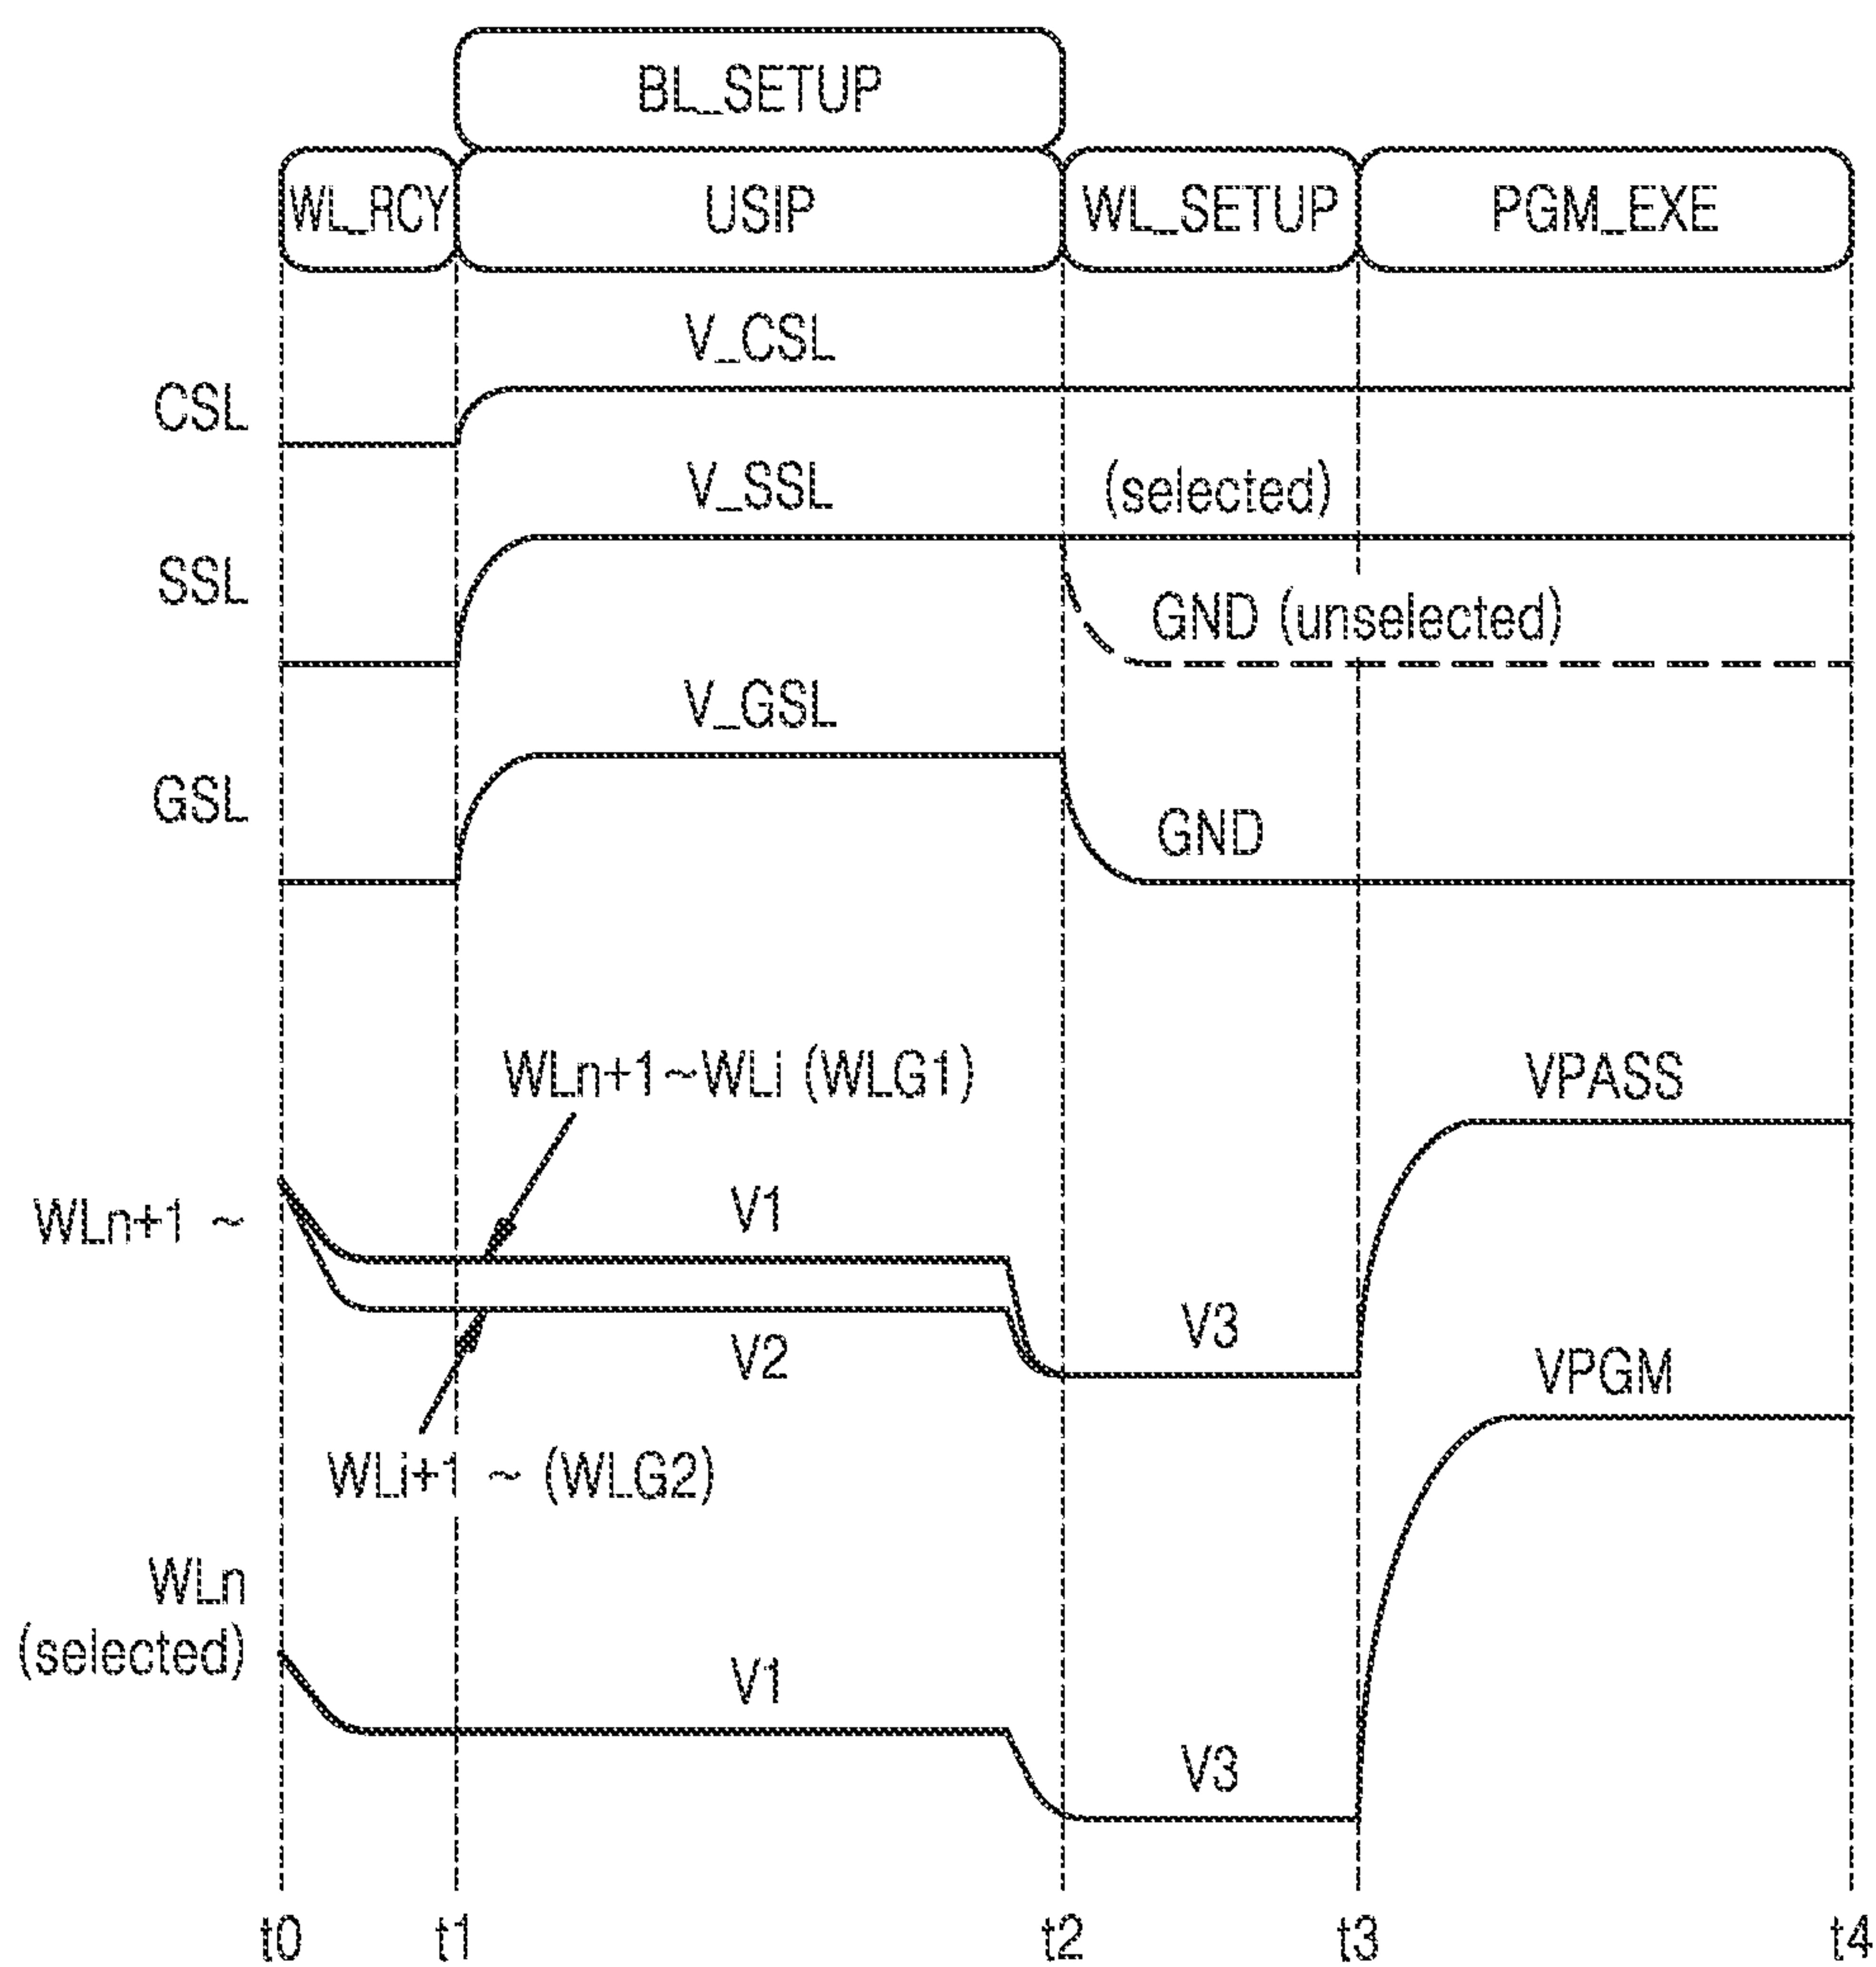 BL_SETUP
WL_RCY
USIP
WL_SETUP
PGM_EXE
V_CSL
CSL
V_SSL
(selected)
SSL
GND (unselected)
V_GSL
GSL
GND
WLn+1~WLi (WLG1)
VPASS
WLn+1 ~
V1
V3
V2
VPGM
WLi+1 ~ (WLG2)
WLn
(selected)
V1
V3
t0
t1
t2
t3
t4